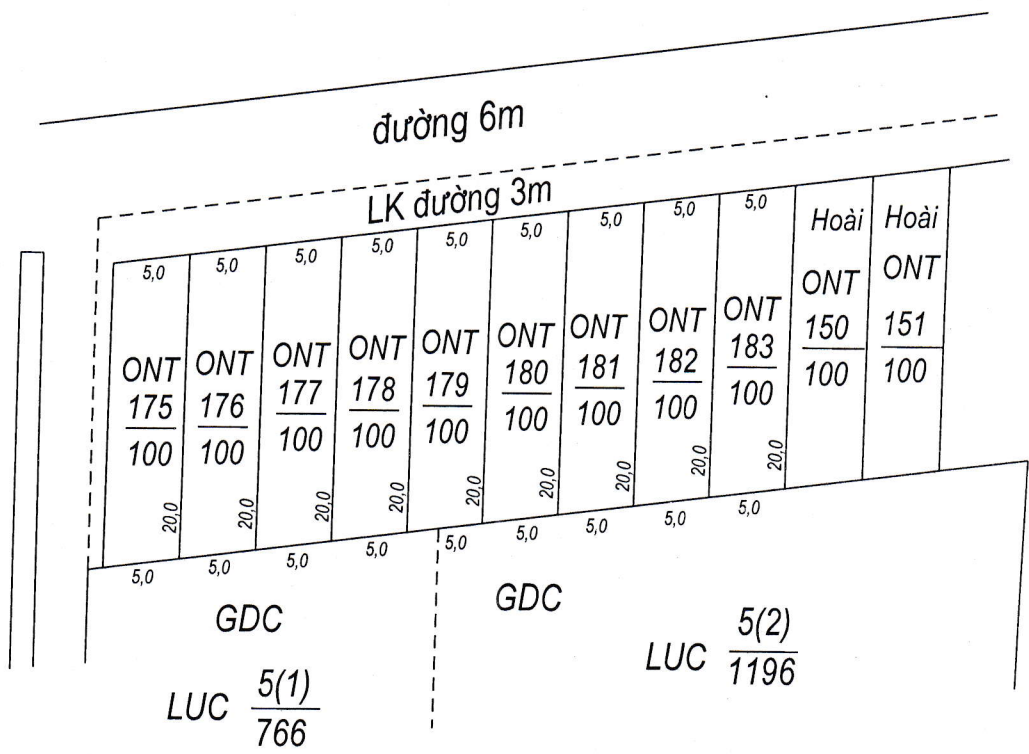 đường 6m
LK đường 3m
5,0 5,0 5,0 5,0 5,0 5,0 5,0 5,0 5,0
Hoài
ONT
150
100
Hoài
ONT
151
100
ONT
175
100
ONT
176
100
ONT
177
100
ONT
178
100
ONT
179
100
ONT
180
100
ONT
181
100
ONT
182
100
ONT
183
100
20,0 20,0 20,0 20,0 20,0 20,0 20,0 20,0 20,0
5,0 5,0 5,0 5,0 5,0 5,0 5,0 5,0 5,0
GDC
LUC 5(1)
766
GDC
LUC 5(2)
1196